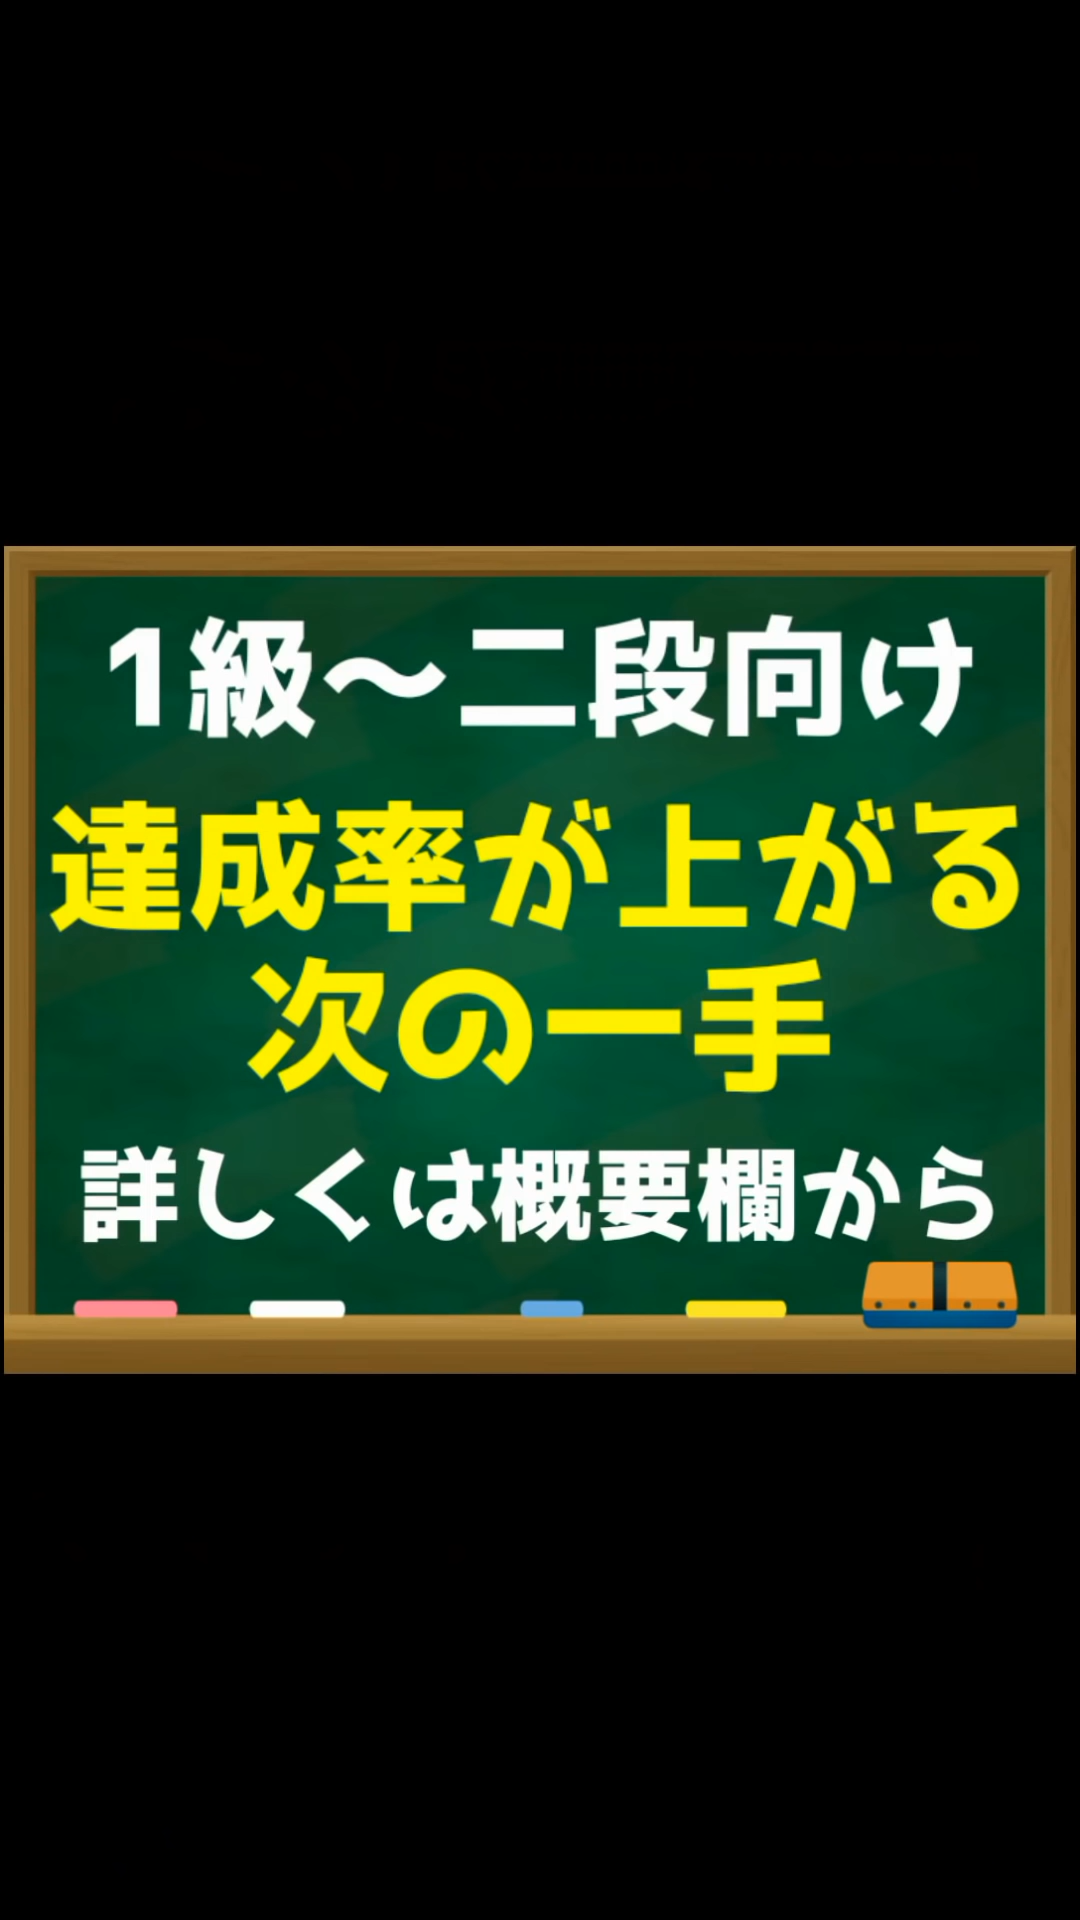 1級〜二段向け
達成率が上がる
次の一手
詳しくは概要欄から